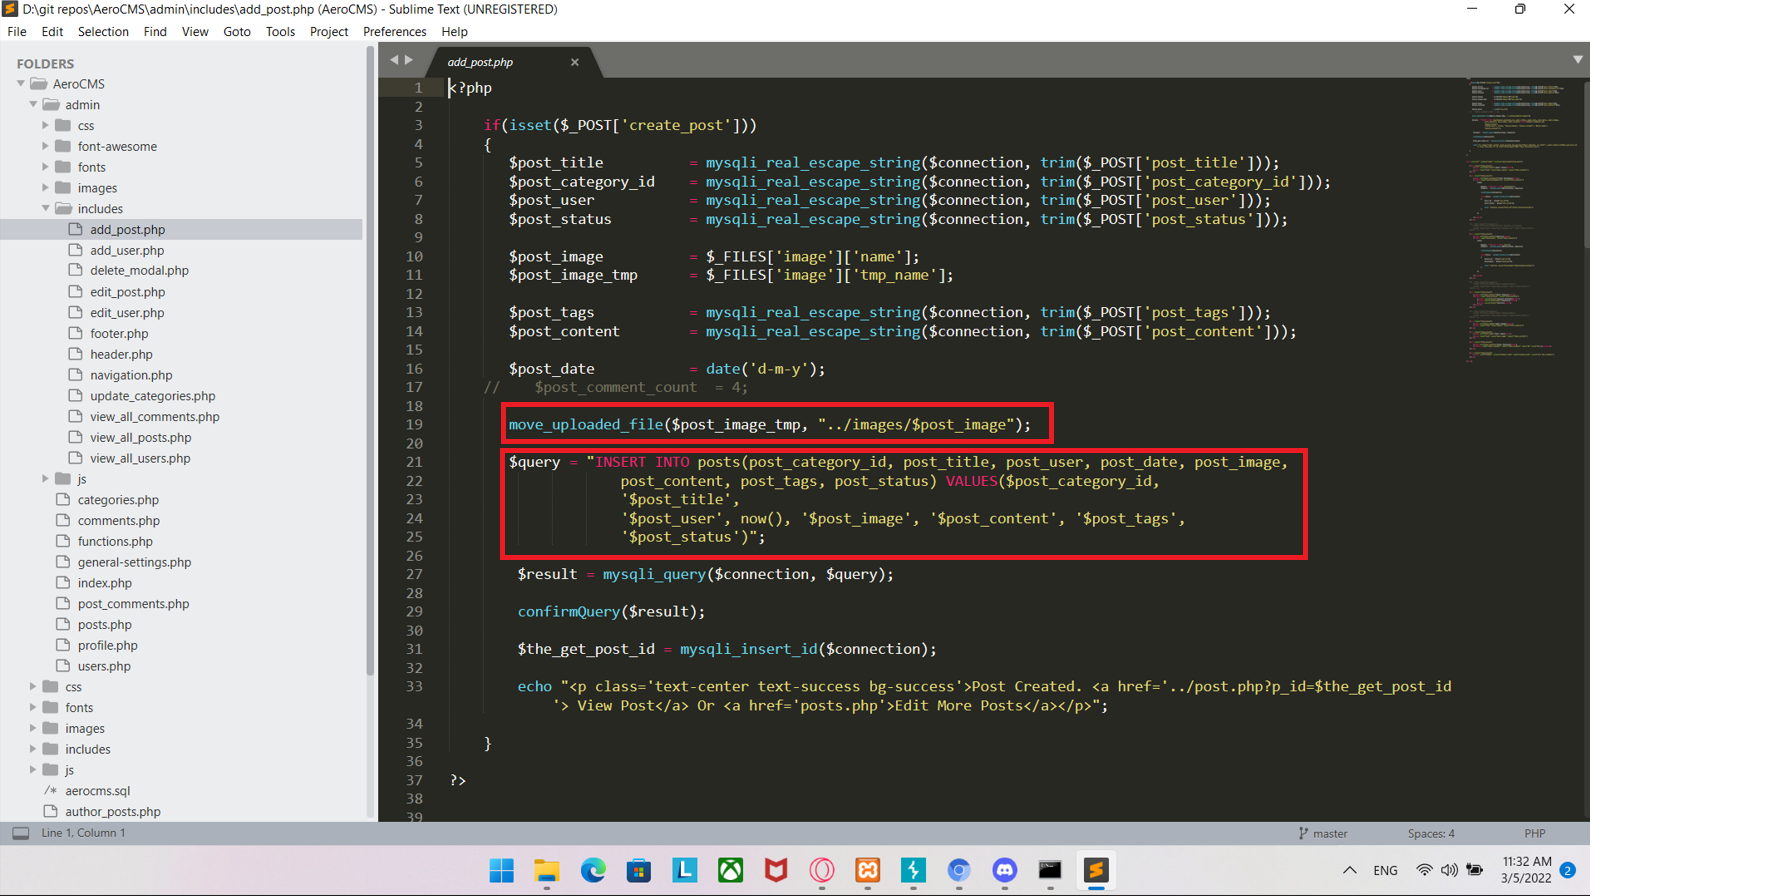 D:\git repos\AeroCMS\admin\includes\add_post.php (AeroCMS) - Sublime Text (UNREGISTERED)
File Edit Selection Find View Goto Tools Project Preferences Help
FOLDERS
AeroCMS
admin
css
font-awesome
fonts
images
includes
add_post.php
add_user.php
delete_modal.php
edit_post.php
edit_user.php
footer.php
header.php
navigation.php
update_categories.php
view_all_comments.php
view_all_posts.php
view_all_users.php
js
categories.php
comments.php
functions.php
general-settings.php
index.php
post_comments.php
posts.php
profile.php
users.php
css
fonts
images
includes
js
/* aerocms.sql
author_posts.php
add_post.php
1 <?php
2
3 if(isset($_POST['create_post']))
4 {
5 $post_title = mysqli_real_escape_string($connection, trim($_POST['post_title']));
6 $post_category_id = mysqli_real_escape_string($connection, trim($_POST['post_category_id']));
7 $post_user = mysqli_real_escape_string($connection, trim($_POST['post_user']));
8 $post_status = mysqli_real_escape_string($connection, trim($_POST['post_status']));
9
10 $post_image = $_FILES['image']['name'];
11 $post_image_tmp = $_FILES['image']['tmp_name'];
12
13 $post_tags = mysqli_real_escape_string($connection, trim($_POST['post_tags']));
14 $post_content = mysqli_real_escape_string($connection, trim($_POST['post_content']));
15
16 $post_date = date('d-m-y');
17 // $post_comment_count = 4;
18
19 move_uploaded_file($post_image_tmp, "../images/$post_image");
20
21 $query = "INSERT INTO posts(post_category_id, post_title, post_user, post_date, post_image,
22 post_content, post_tags, post_status) VALUES($post_category_id,
23 '$post_title',
24 '$post_user', now(), '$post_image', '$post_content', '$post_tags',
25 '$post_status')";
26
27 $result = mysqli_query($connection, $query);
28
29 confirmQuery($result);
30
31 $the_get_post_id = mysqli_insert_id($connection);
32
33 echo "<p class='text-center text-success bg-success'>Post Created. <a href='../post.php?p_id=$the_get_post_id
'> View Post</a> Or <a href='posts.php'>Edit More Posts</a></p>";
34
35 }
36
37 ?>
38
39
Line 1, Column 1
master
Spaces: 4
PHP
ENG
11:32 AM
3/5/2022
2